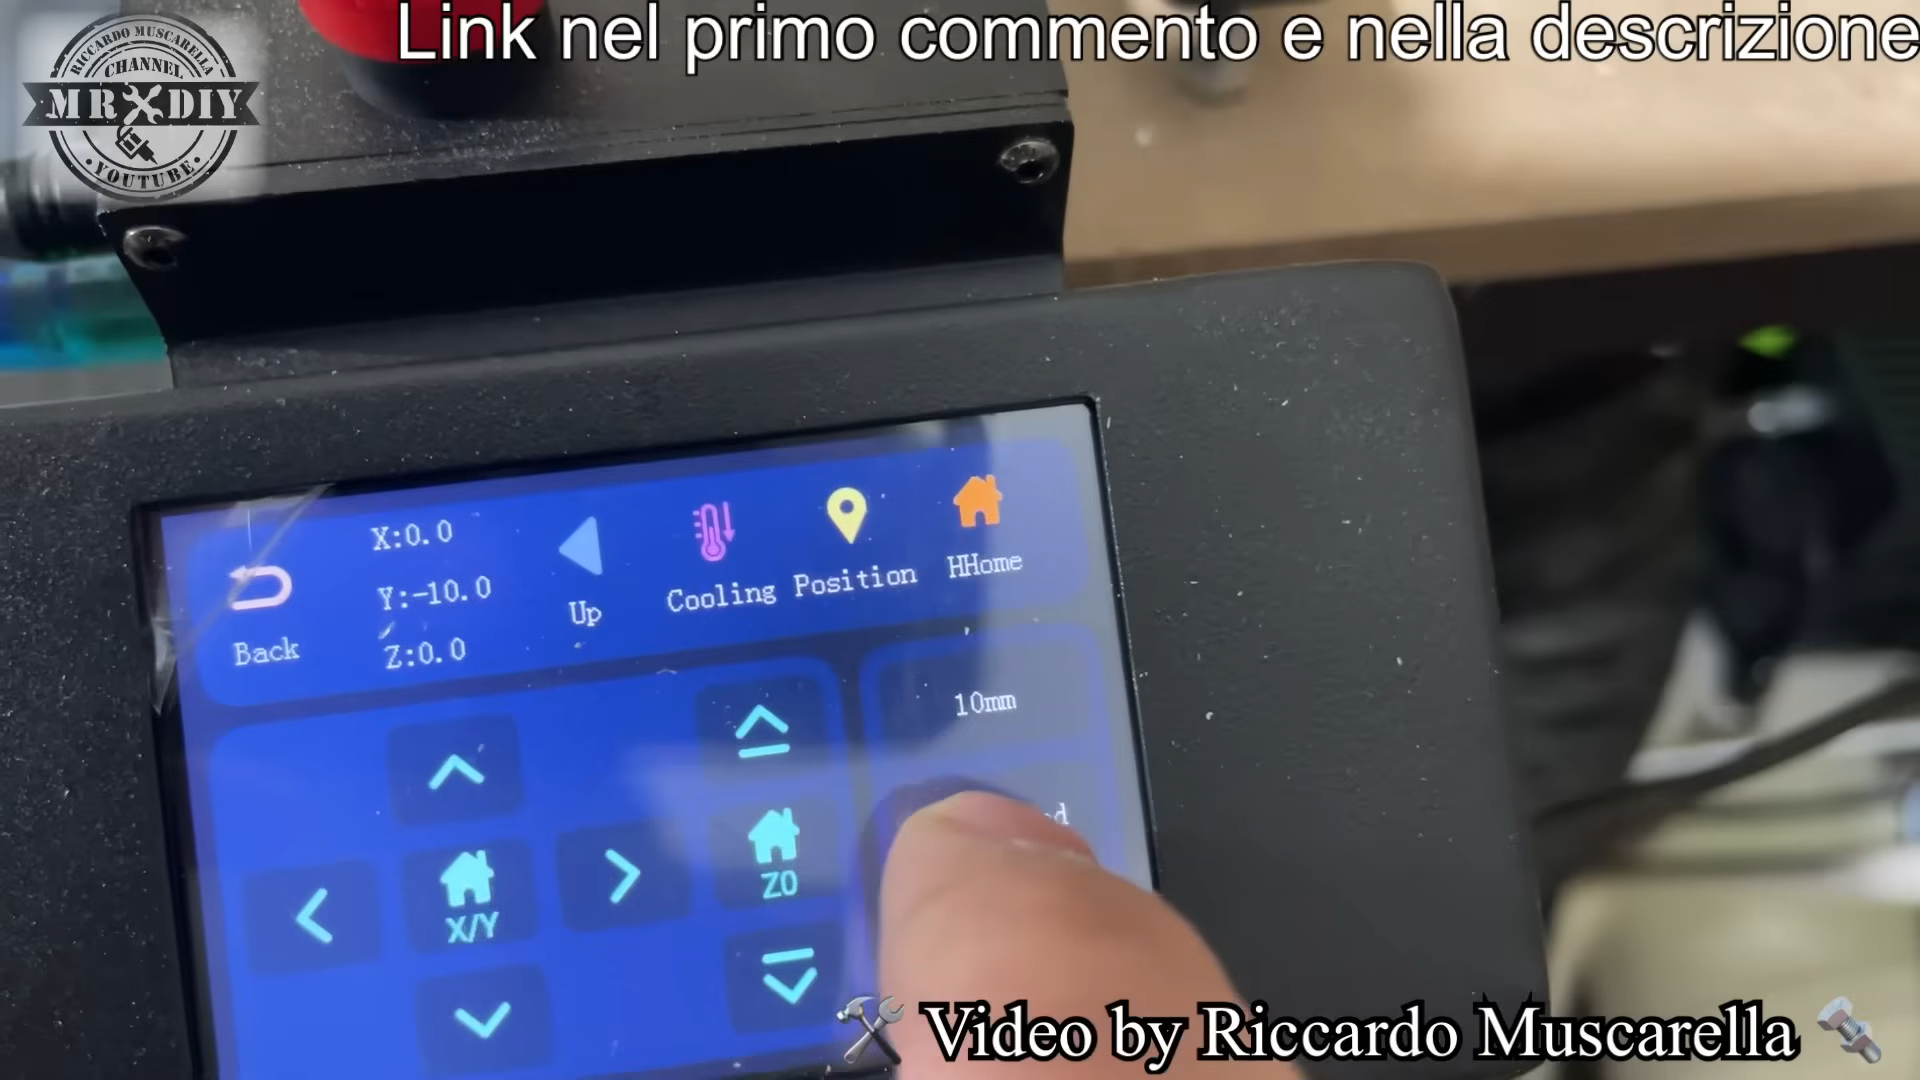 Link nel primo commento e nella descrizione
RICCARDO MUSCARELLA
CHANNEL
MR DIY
YOUTUBE
X:0.0
Y:-10.0
Z:0.0
Back
Up
Cooling
Position
HHome
10mm
X/Y
Z0
Video by Riccardo Muscarella